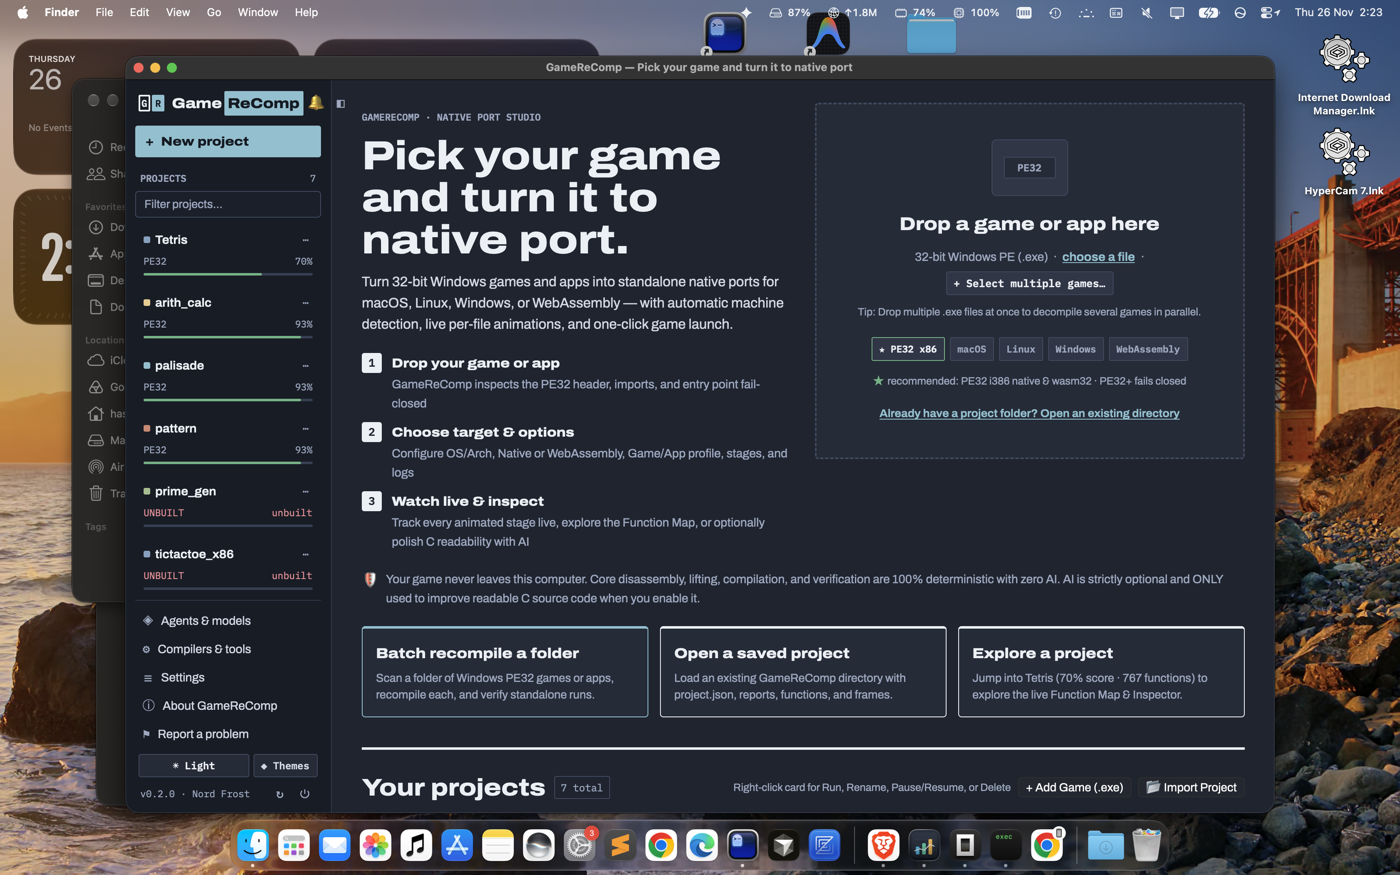 Finder File Edit View Go Window Help
87% ↑1.8M 74% 100% Thu 26 Nov 2:23
THURSDAY
26
No Events
Internet Download
Manager.lnk
HyperCam 7.lnk
Favorites
Locations
Tags
GameReComp — Pick your game and turn it to native port
GR Game ReComp
+ New project
PROJECTS 7
Filter projects...
Tetris
PE32 70%
arith_calc
PE32 93%
palisade
PE32 93%
pattern
PE32 93%
prime_gen
UNBUILT unbuilt
tictactoe_x86
UNBUILT unbuilt
Agents & models
Compilers & tools
Settings
About GameReComp
Report a problem
Light
Themes
v0.2.0 · Nord Frost
GAMERECOMP · NATIVE PORT STUDIO
Pick your game
and turn it to
native port.
Turn 32-bit Windows games and apps into standalone native ports for
macOS, Linux, Windows, or WebAssembly — with automatic machine
detection, live per-file animations, and one-click game launch.
1 Drop your game or app
GameReComp inspects the PE32 header, imports, and entry point fail-
closed
2 Choose target & options
Configure OS/Arch, Native or WebAssembly, Game/App profile, stages, and
logs
3 Watch live & inspect
Track every animated stage live, explore the Function Map, or optionally
polish C readability with AI
PE32
Drop a game or app here
32-bit Windows PE (.exe) · choose a file ·
+ Select multiple games…
Tip: Drop multiple .exe files at once to decompile several games in parallel.
★ PE32 x86 macOS Linux Windows WebAssembly
★ recommended: PE32 i386 native & wasm32 · PE32+ fails closed
Already have a project folder? Open an existing directory
Your game never leaves this computer. Core disassembly, lifting, compilation, and verification are 100% deterministic with zero AI. AI is strictly optional and ONLY
used to improve readable C source code when you enable it.
Batch recompile a folder
Scan a folder of Windows PE32 games or apps,
recompile each, and verify standalone runs.
Open a saved project
Load an existing GameReComp directory with
project.json, reports, functions, and frames.
Explore a project
Jump into Tetris (70% score · 767 functions) to
explore the live Function Map & Inspector.
Your projects 7 total
Right-click card for Run, Rename, Pause/Resume, or Delete + Add Game (.exe) Import Project
3
exec